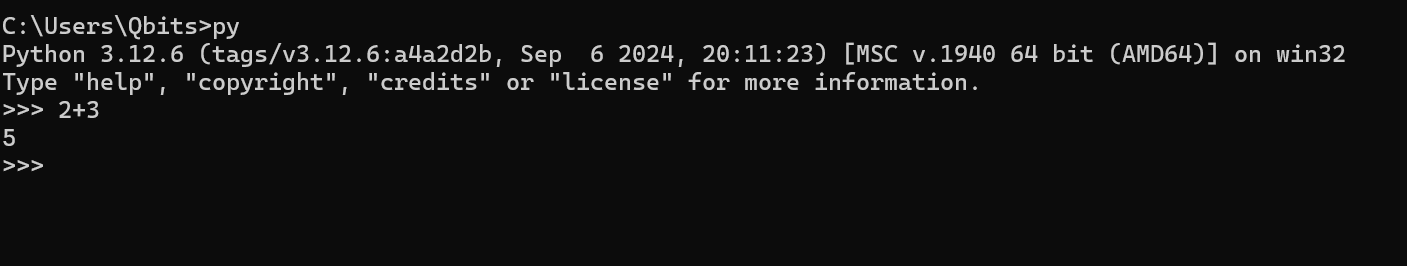 C:\Users\Qbits>py
Python 3.12.6 (tags/v3.12.6:a4a2d2b, Sep  6 2024, 20:11:23) [MSC v.1940 64 bit (AMD64)] on win32
Type "help", "copyright", "credits" or "license" for more information.
>>> 2+3
5
>>>